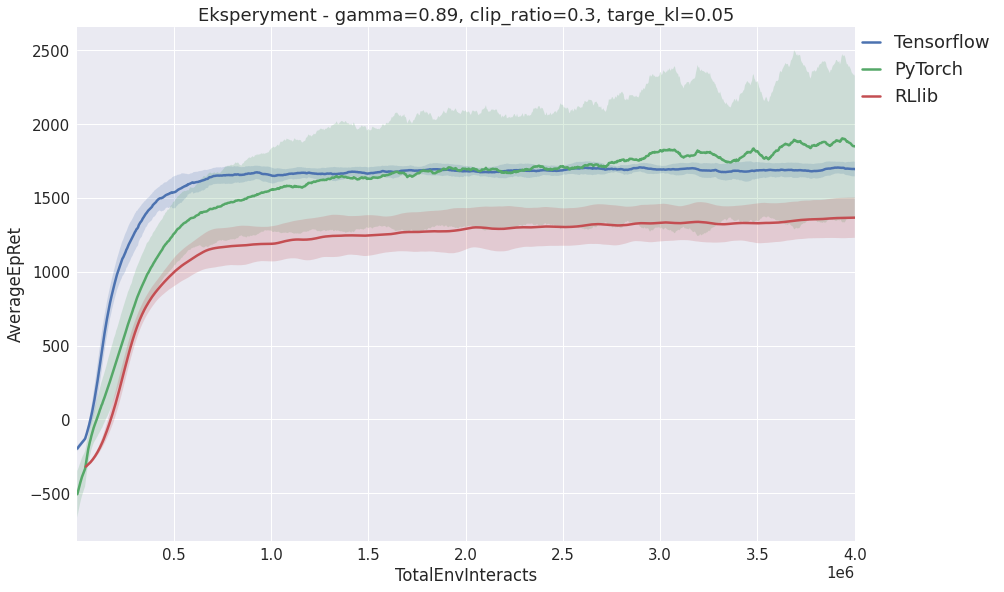 Eksperyment - gamma=0.89, clip_ratio=0.3, targe_kl=0.05
Tensorflow
PyTorch
RLlib
AverageEpRet
2500
2000
1500
1000
500
0
−500
0.5 1.0 1.5 2.0 2.5 3.0 3.5 4.0
1e6
TotalEnvInteracts